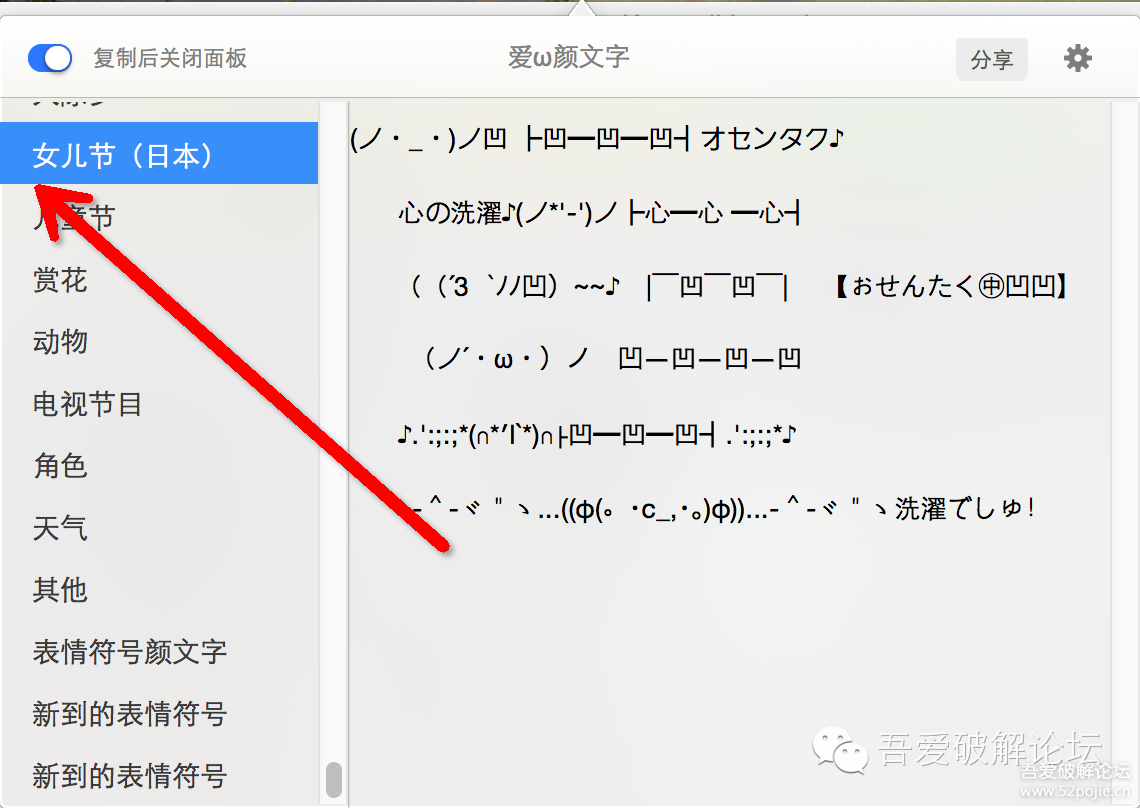 复制后关闭面板
爱ω颜文字
分享
女儿节（日本）
儿童节
赏花
动物
电视节目
角色
天气
其他
表情符号颜文字
新到的表情符号
新到的表情符号
(ノ・_・)ノ凹 ├凹━凹━凹┤オセンタク♪
心の洗濯♪(ノ*'-')ノ├心━心 ━心┤
（（´3｀ソノ凹）~~♪ |￣凹￣凹￣| 【おせんたく㊥凹凹】
（ノ´・ω・）ノ 凹―凹―凹―凹
♪.':;:;*(∩*′I`*)∩├凹━凹━凹┤.':;:;*♪
-＾-ヾ＂ヽ…((φ(。・c_,・。)φ))…-＾-ヾ＂ヽ洗濯でしゅ！
吾爱破解论坛
吾爱破解论坛
www.52pojie.cn